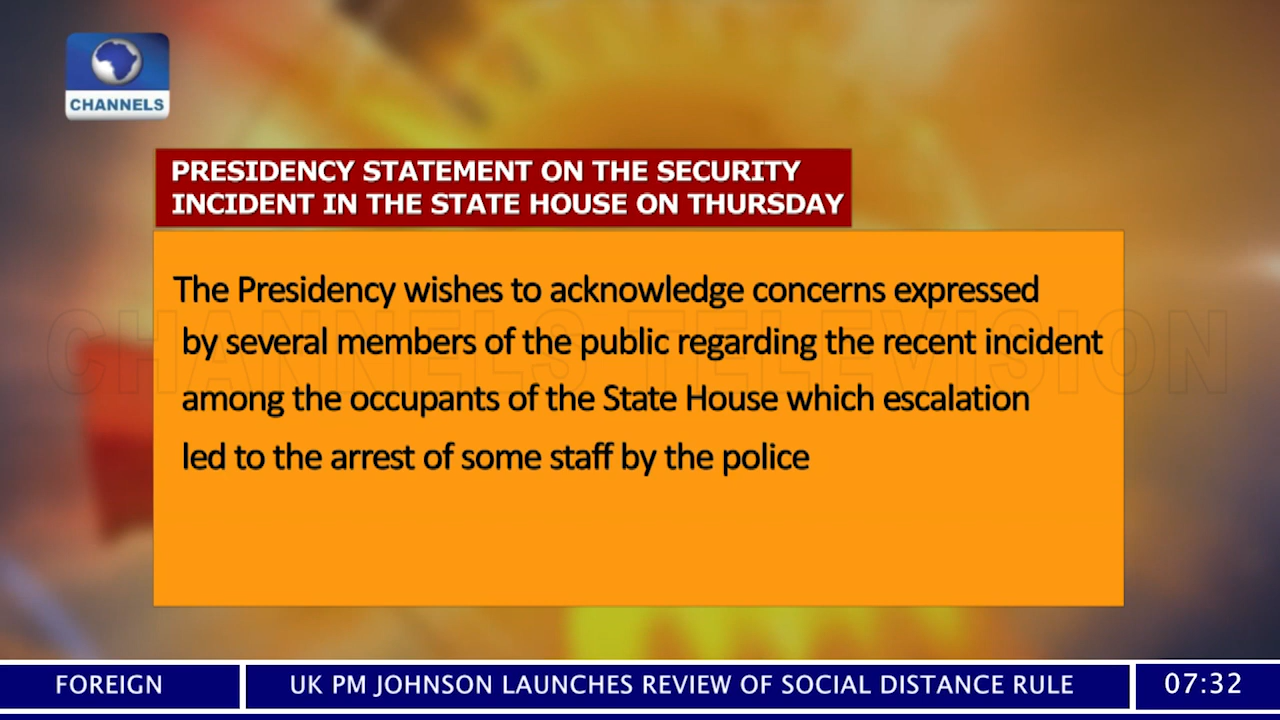 CHANNELS
PRESIDENCY STATEMENT ON THE SECURITY
INCIDENT IN THE STATE HOUSE ON THURSDAY
The Presidency wishes to acknowledge concerns expressed
by several members of the public regarding the recent incident
CHANNELS TELEVISION
among the occupants of the State House which escalation
led to the arrest of some staff by the police
FOREIGN
UK PM JOHNSON LAUNCHES REVIEW OF SOCIAL DISTANCE RULE
07:32